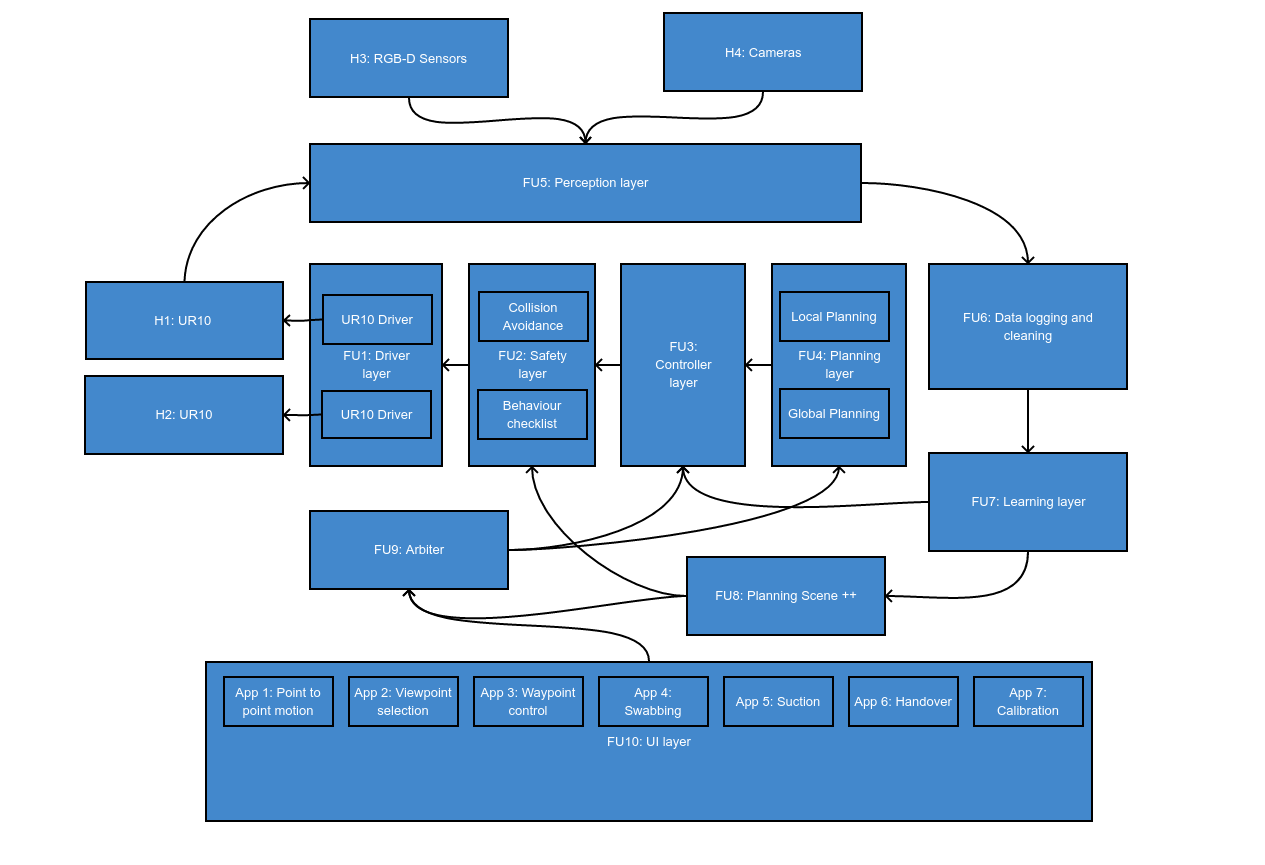 H3: RGB-D Sensors
H4: Cameras
FU5: Perception layer
H1: UR10
H2: UR10
UR10 Driver
FU1: Driver
layer
UR10 Driver
Collision
Avoidance
FU2: Safety
layer
Behaviour
checklist
FU3:
Controller
layer
Local Planning
FU4: Planning
layer
Global Planning
FU6: Data logging and
cleaning
FU7: Learning layer
FU9: Arbiter
FU8: Planning Scene ++
App 1: Point to
point motion
App 2: Viewpoint
selection
App 3: Waypoint
control
App 4:
Swabbing
App 5: Suction
App 6: Handover
App 7:
Calibration
FU10: UI layer